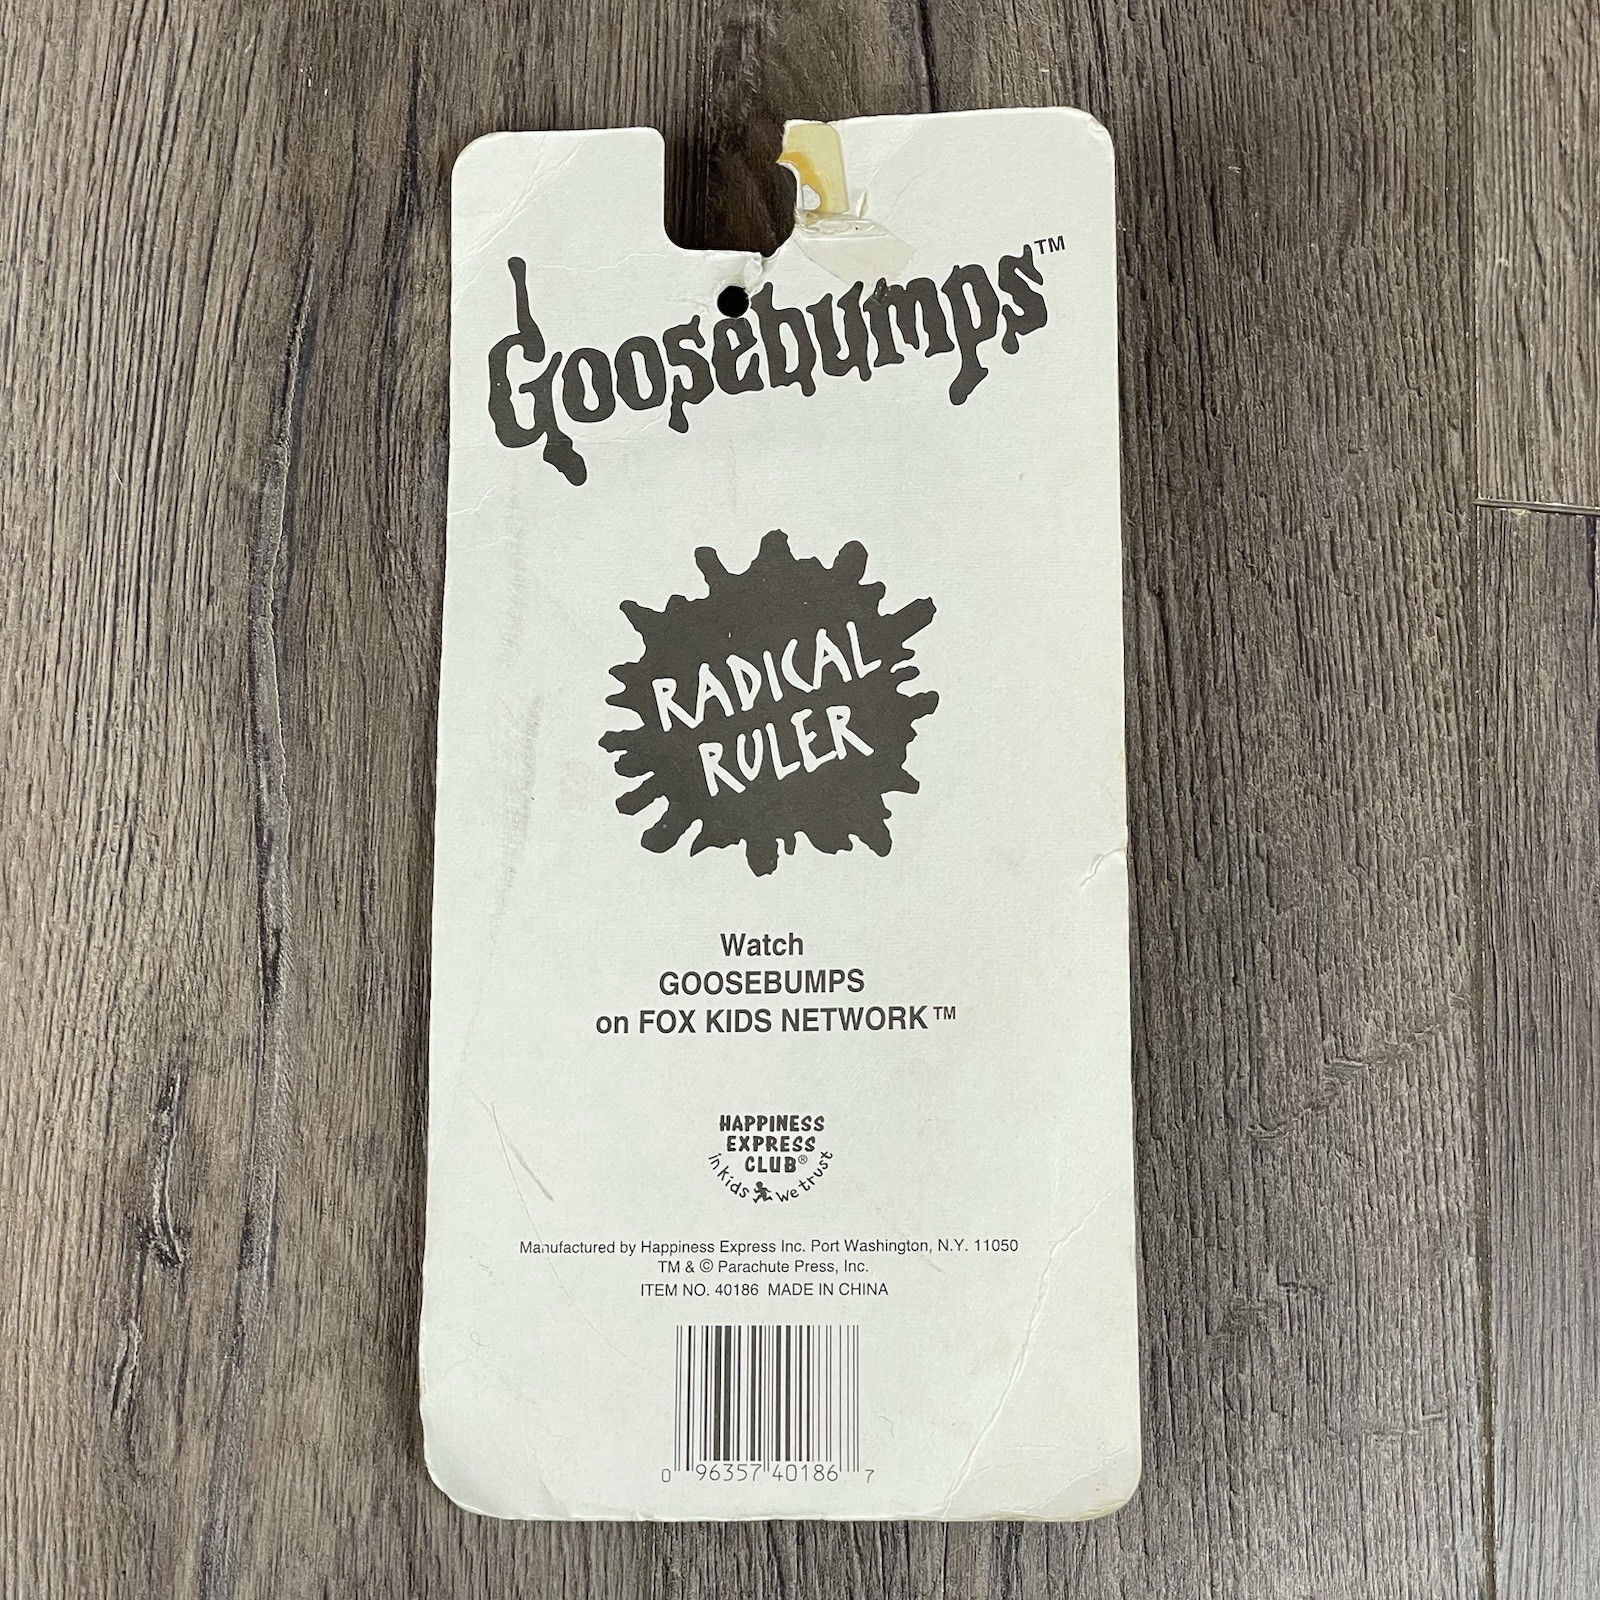 Goosebumps™
RADICAL
RULER
Watch
GOOSEBUMPS
on FOX KIDS NETWORK™
HAPPINESS
EXPRESS
CLUB®
in kids we trust
Manufactured by Happiness Express Inc. Port Washington, N.Y. 11050
TM & © Parachute Press, Inc.
ITEM NO. 40186 MADE IN CHINA
0 96357 40186 7